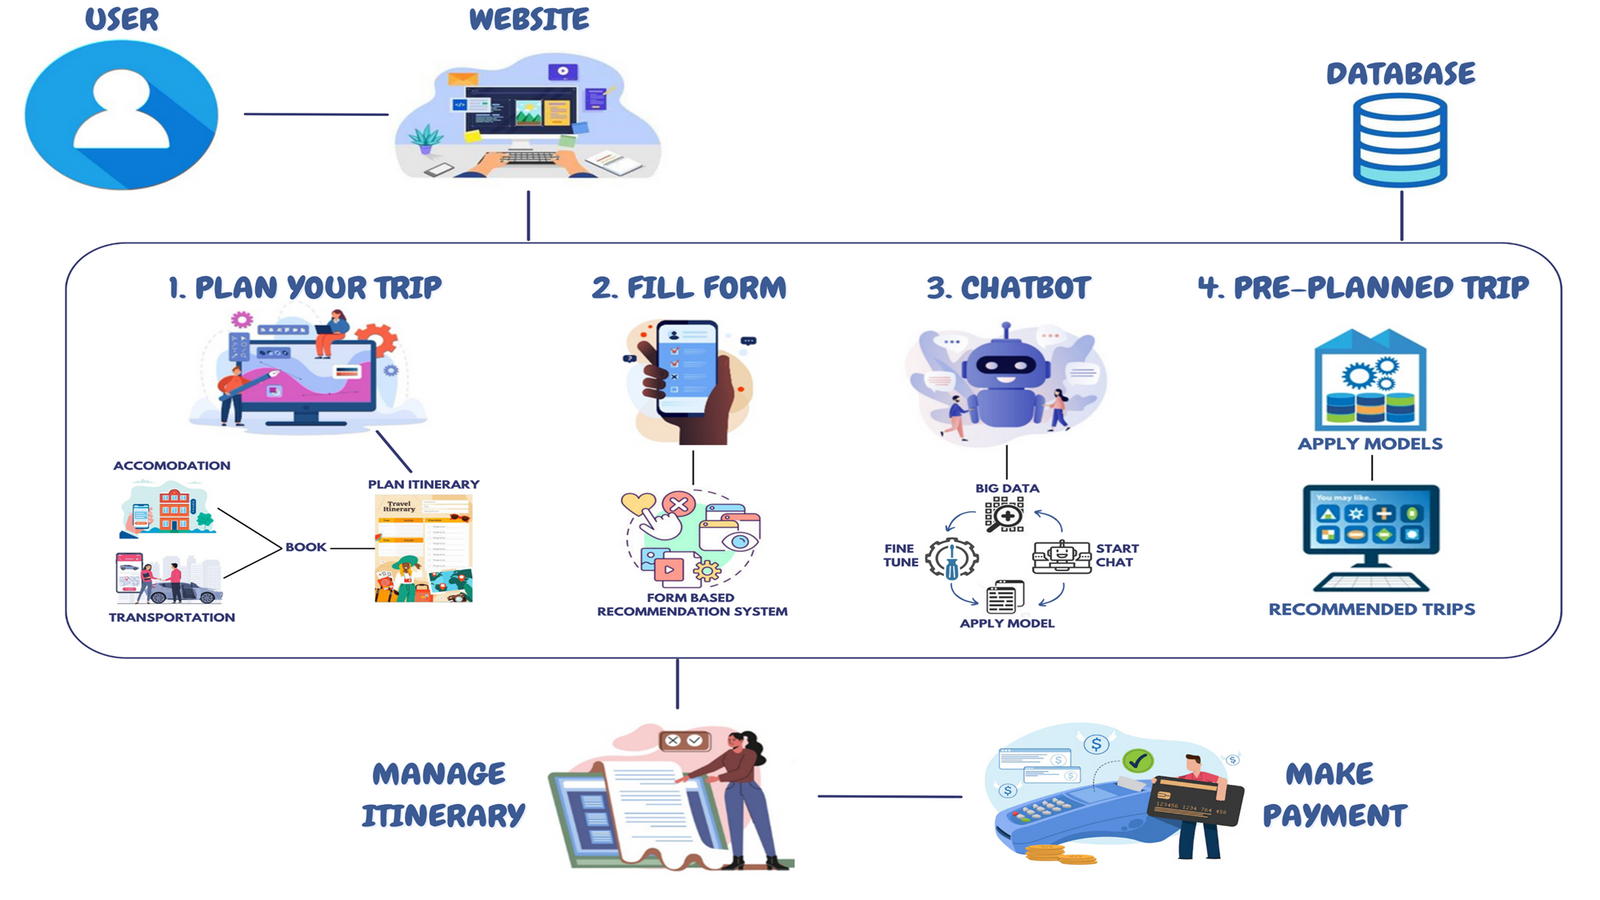 USER
WEBSITE
DATABASE
1. PLAN YOUR TRIP
2. FILL FORM
3. CHATBOT
4. PRE-PLANNED TRIP
ACCOMODATION
PLAN ITINERARY
Travel
Itinerary
BOOK
TRANSPORTATION
FORM BASED
RECOMMENDATION SYSTEM
BIG DATA
FINE
TUNE
START
CHAT
APPLY MODEL
APPLY MODELS
You may like...
RECOMMENDED TRIPS
MANAGE
ITINERARY
MAKE
PAYMENT